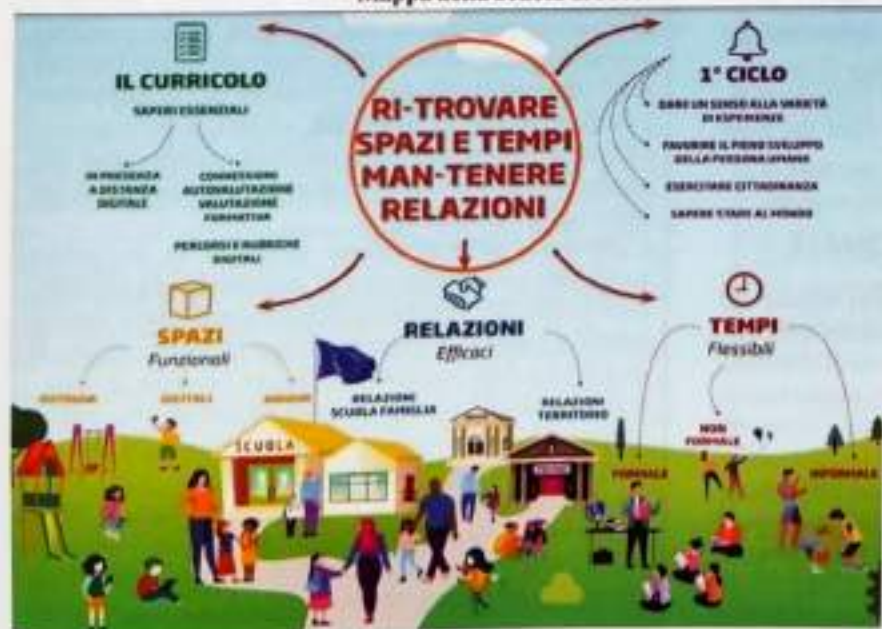 IL CURRICOLO
SAPERI ESSENZIALI
IN PRESENZA
A DISTANZA
DIGITALE
CONNESSIONI
AUTOVALUTAZIONE
VALUTAZIONE
FORMATIVA
PERCORSI E RUBRICHE
DIGITALI
RI-TROVARE
SPAZI E TEMPI
MAN-TENERE
RELAZIONI
1° CICLO
DARE UN SENSO ALLA VARIETÀ
DI ESPERIENZE
FAVORIRE IL PIENO SVILUPPO
DELLA PERSONA UMANA
ESERCITARE CITTADINANZA
SAPERE STARE AL MONDO
SPAZI
Funzionali
OUTDOOR
DIGITALI
INDOOR
RELAZIONI
Efficaci
RELAZIONI
SCUOLA FAMIGLIA
RELAZIONI
TERRITORIO
TEMPI
Flessibili
FORMALE
NON
FORMALE
INFORMALE
SCUOLA